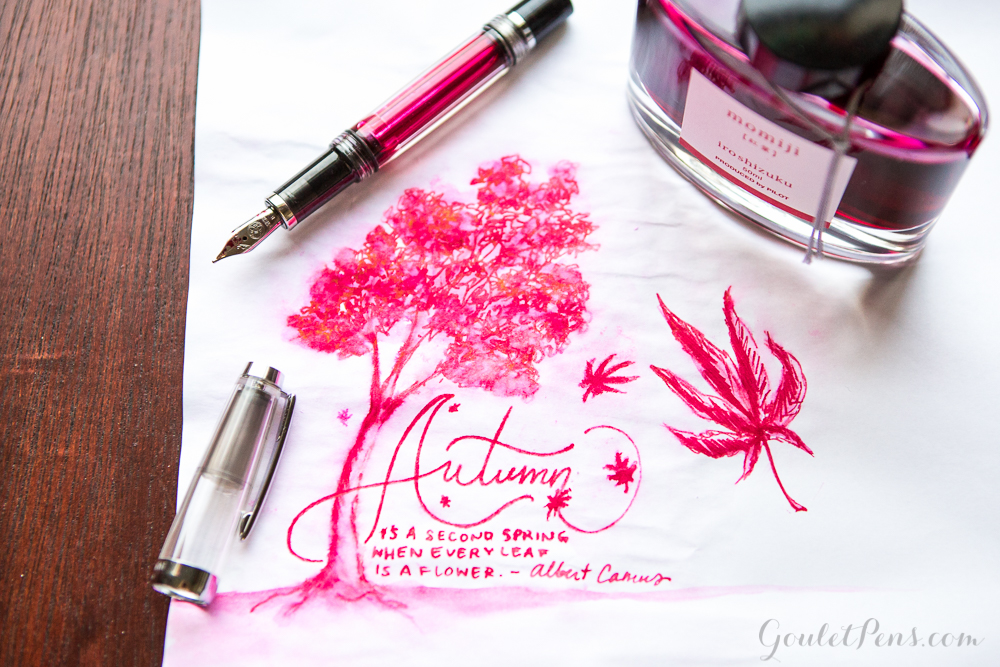 momiji
iroshizuku
50ml
PRODUCED by PILOT
Autumn
IS A SECOND SPRING
WHEN EVERY LEAF
IS A FLOWER. - Albert Camus
GouletPens.com